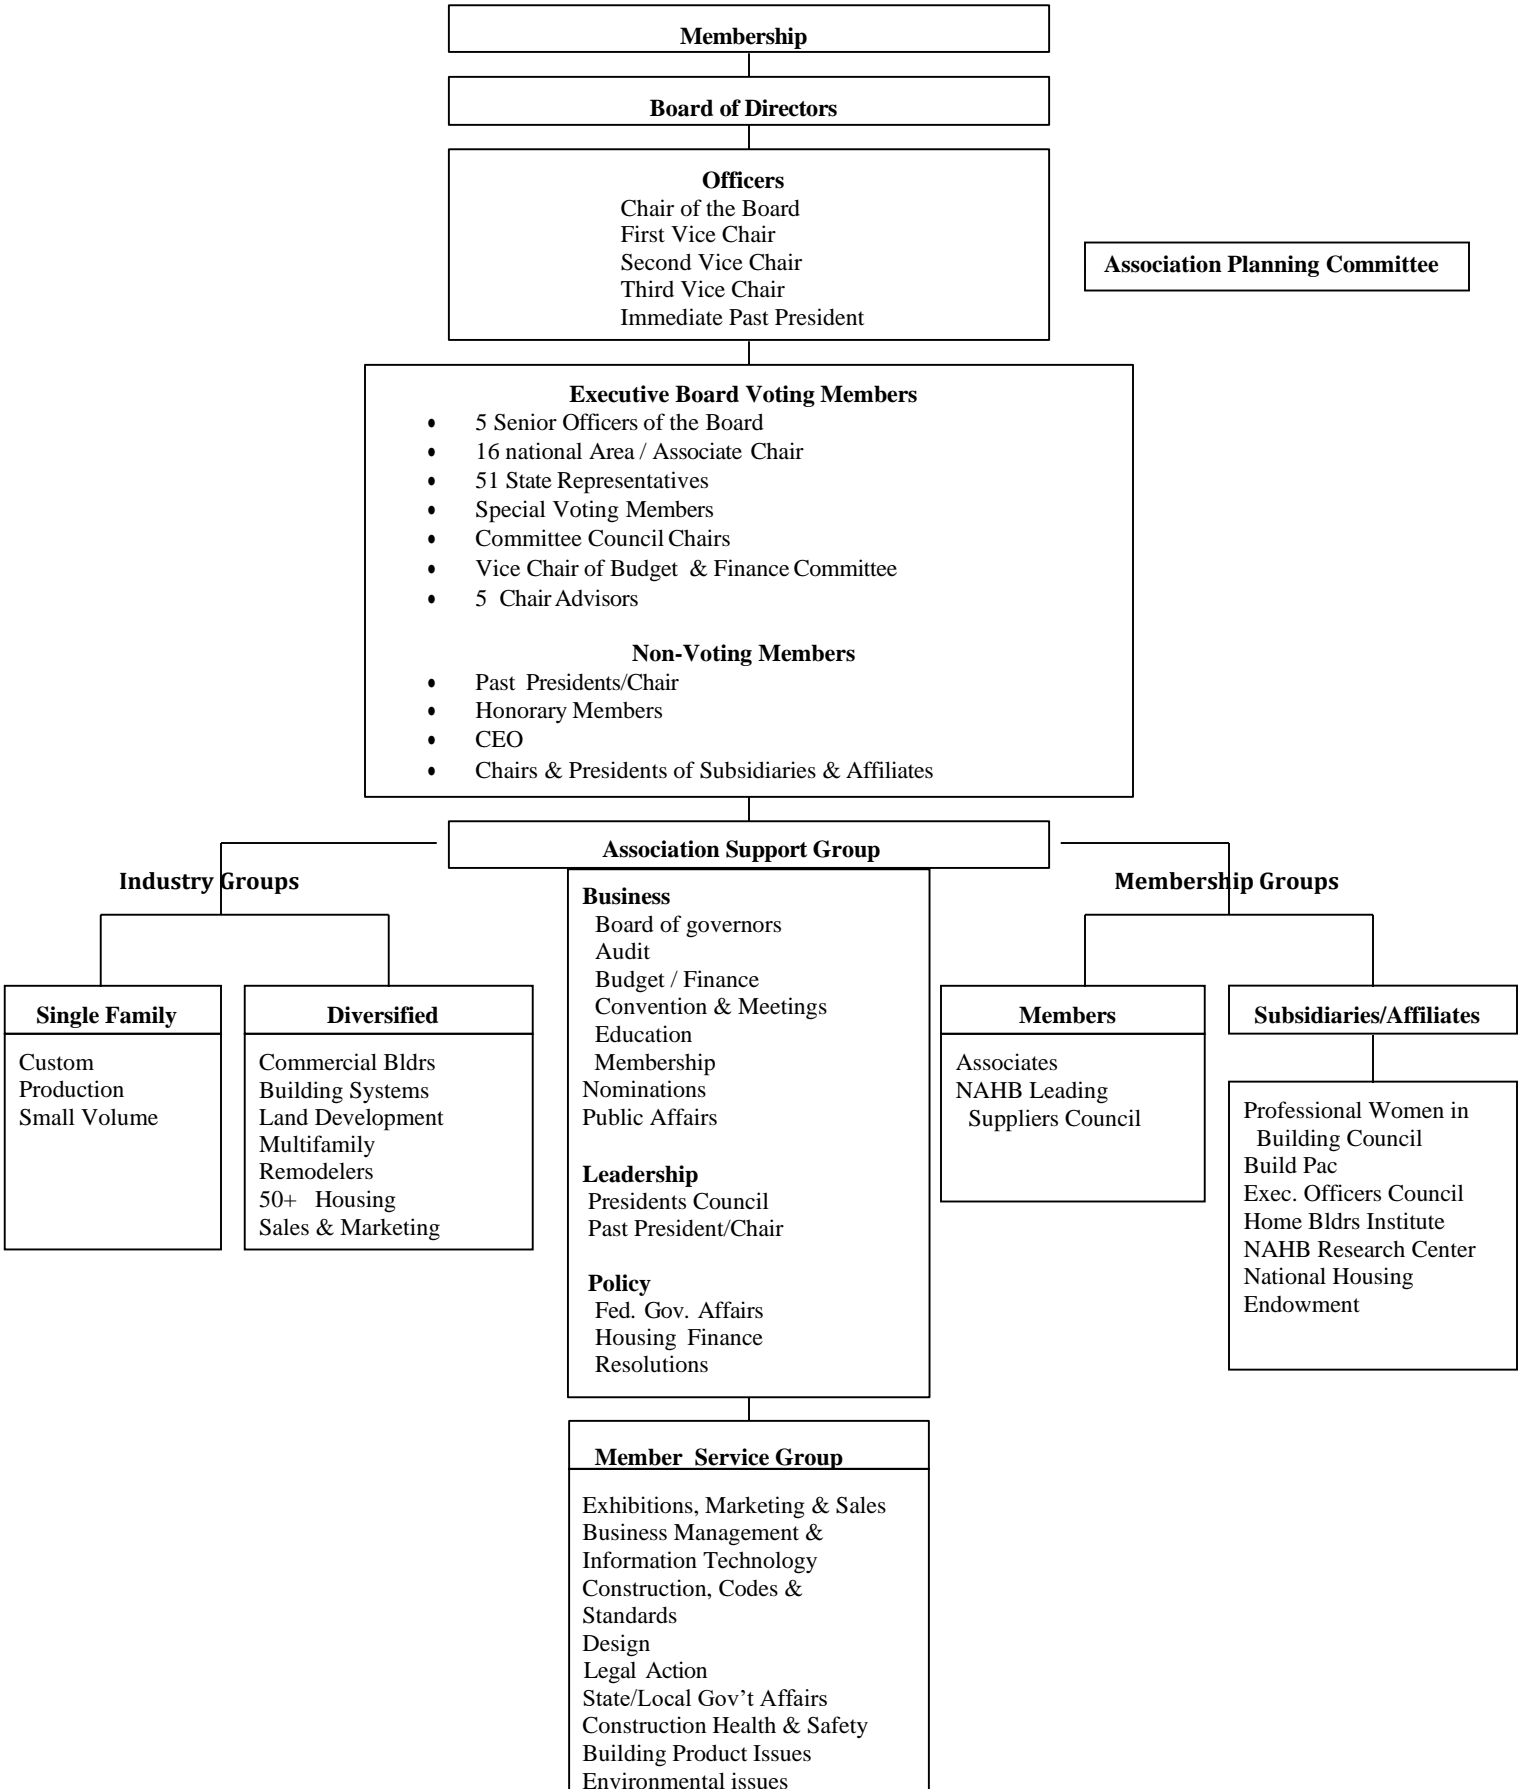 Membership
Board of Directors
Officers
Chair of the Board
First Vice Chair
Second Vice Chair
Third Vice Chair
Immediate Past President
Association Planning Committee
Executive Board Voting Members
• 5 Senior Officers of the Board
• 16 national Area / Associate Chair
• 51 State Representatives
• Special Voting Members
• Committee Council Chairs
• Vice Chair of Budget & Finance Committee
• 5 Chair Advisors
Non-Voting Members
• Past Presidents/Chair
• Honorary Members
• CEO
• Chairs & Presidents of Subsidiaries & Affiliates
Association Support Group
Industry Groups
Single Family
Custom
Production
Small Volume
Diversified
Commercial Bldrs
Building Systems
Land Development
Multifamily
Remodelers
50+ Housing
Sales & Marketing
Business
Board of governors
Audit
Budget / Finance
Convention & Meetings
Education
Membership
Nominations
Public Affairs
Leadership
Presidents Council
Past President/Chair
Policy
Fed. Gov. Affairs
Housing Finance
Resolutions
Membership Groups
Members
Associates
NAHB Leading
Suppliers Council
Subsidiaries/Affiliates
Professional Women in
Building Council
Build Pac
Exec. Officers Council
Home Bldrs Institute
NAHB Research Center
National Housing
Endowment
Member Service Group
Exhibitions, Marketing & Sales
Business Management &
Information Technology
Construction, Codes &
Standards
Design
Legal Action
State/Local Gov’t Affairs
Construction Health & Safety
Building Product Issues
Environmental issues